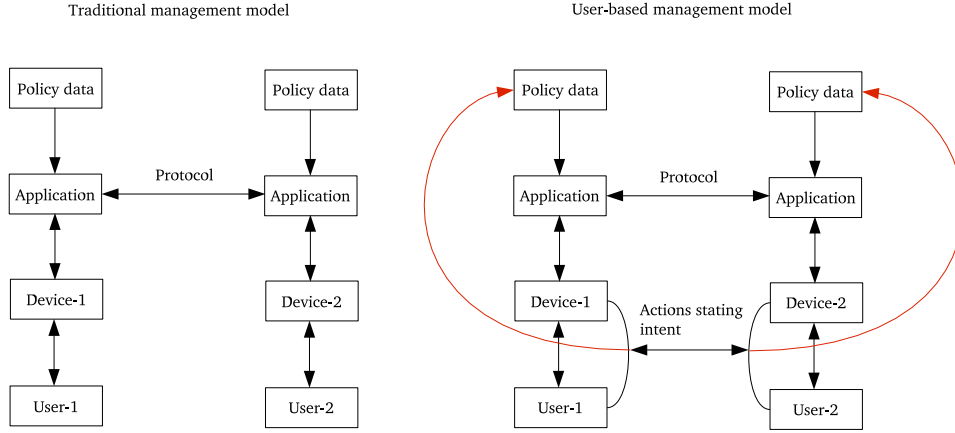 Traditional management model
User-based management model
Policy data
Policy data
Policy data
Policy data
Protocol
Protocol
Application
Application
Application
Application
Device-1
Device-2
Device-1
Actions stating
intent
Device-2
User-1
User-2
User-1
User-2